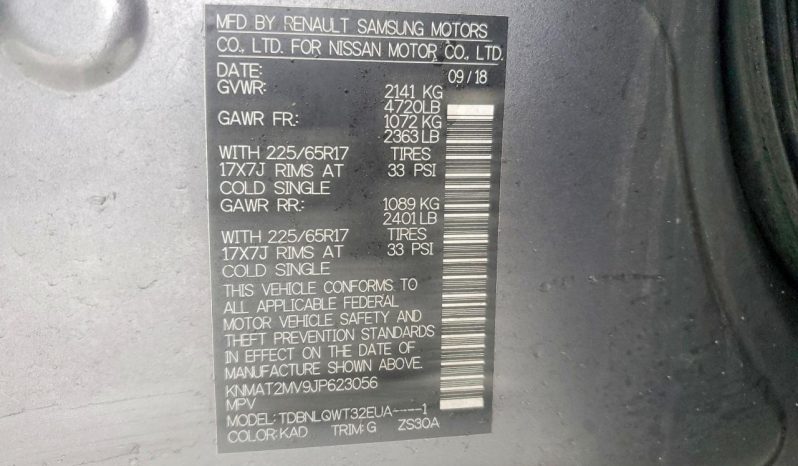 MFD BY RENAULT SAMSUNG MOTORS
CO., LTD. FOR NISSAN MOTOR CO., LTD.
DATE: 09/18
GVWR: 2141 KG
4720LB
GAWR FR.: 1072 KG
2363 LB
WITH 225/65R17 TIRES
17X7J RIMS AT 33 PSI
COLD SINGLE
GAWR RR.: 1089 KG
2401 LB
WITH 225/65R17 TIRES
17X7J RIMS AT 33 PSI
COLD SINGLE
THIS VEHICLE CONFORMS TO
ALL APPLICABLE FEDERAL
MOTOR VEHICLE SAFETY AND
THEFT PREVENTION STANDARDS
IN EFFECT ON THE DATE OF
MANUFACTURE SHOWN ABOVE.
KNMAT2MV9JP623056
MPV
MODEL: TDBNLQWT32EUA----1
COLOR: KAD TRIM: G ZS30A